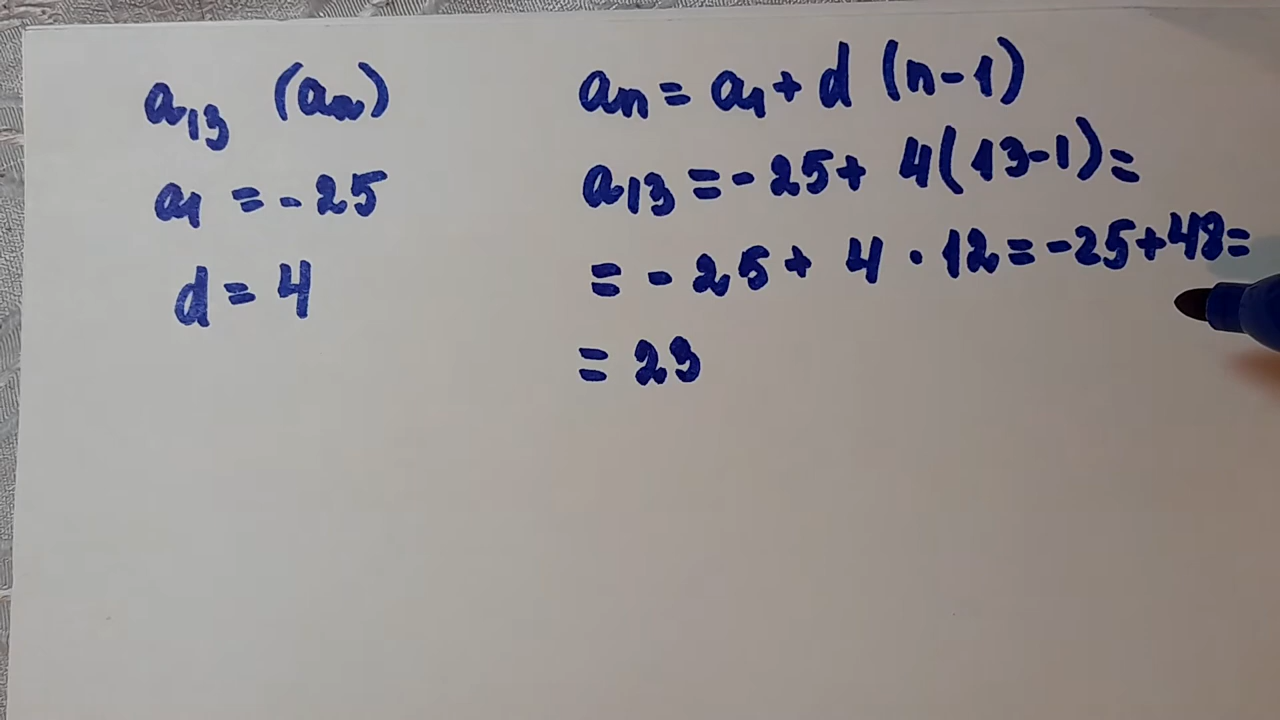 a₁₃ (aₙ)
a₁ = -25
d = 4
aₙ = a₁ + d (n-1)
a₁₃ = -25 + 4(13-1) =
= -25 + 4 · 12 = -25+48=
= 23